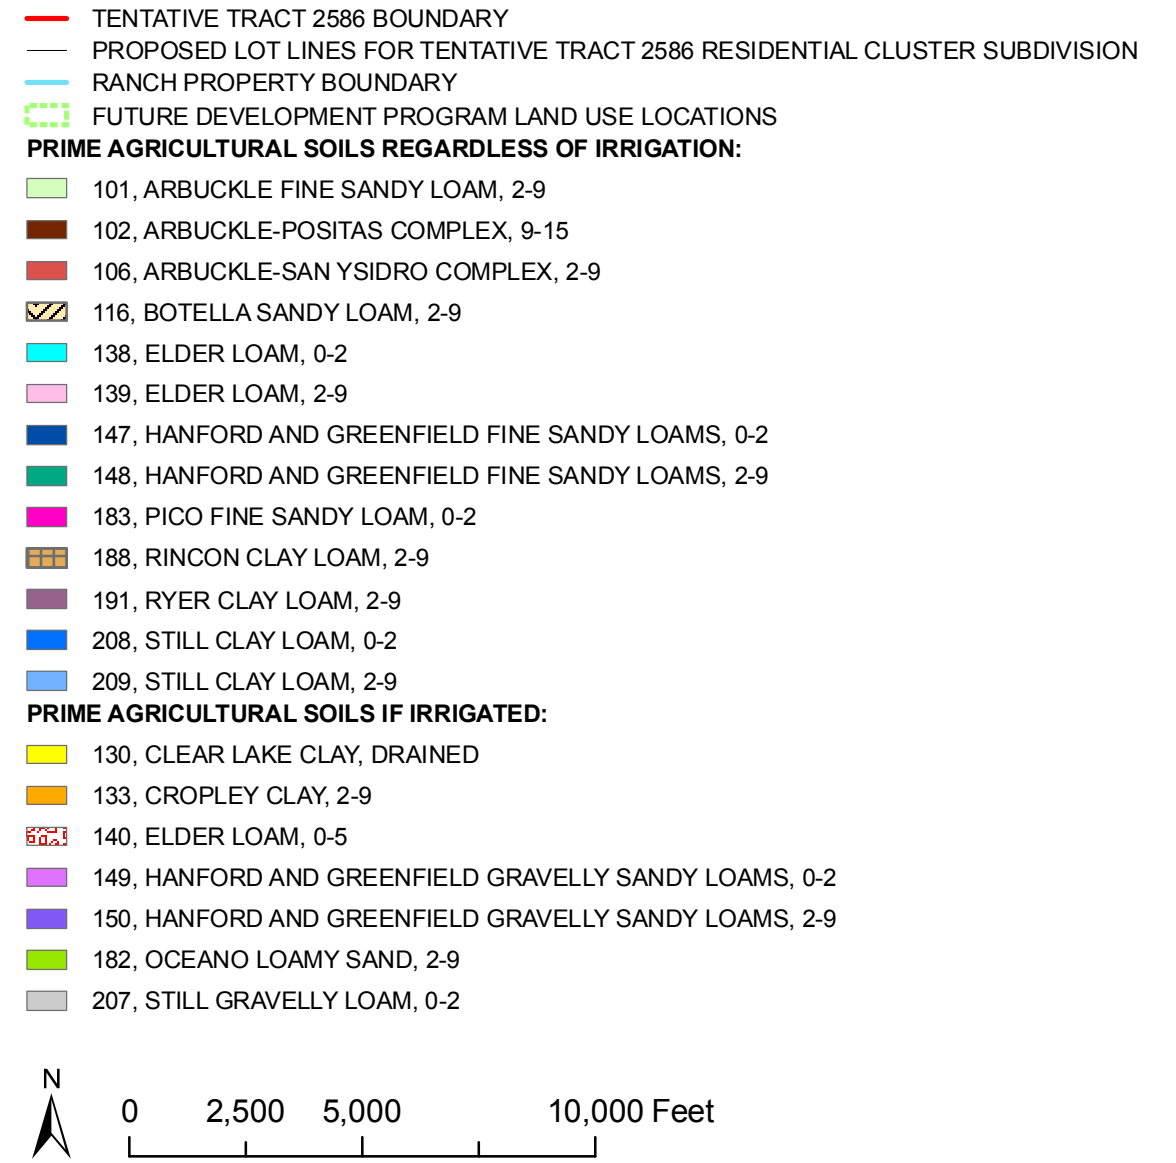 TENTATIVE TRACT 2586 BOUNDARY
PROPOSED LOT LINES FOR TENTATIVE TRACT 2586 RESIDENTIAL CLUSTER SUBDIVISION
RANCH PROPERTY BOUNDARY
FUTURE DEVELOPMENT PROGRAM LAND USE LOCATIONS
PRIME AGRICULTURAL SOILS REGARDLESS OF IRRIGATION:
101, ARBUCKLE FINE SANDY LOAM, 2-9
102, ARBUCKLE-POSITAS COMPLEX, 9-15
106, ARBUCKLE-SAN YSIDRO COMPLEX, 2-9
116, BOTELLA SANDY LOAM, 2-9
138, ELDER LOAM, 0-2
139, ELDER LOAM, 2-9
147, HANFORD AND GREENFIELD FINE SANDY LOAMS, 0-2
148, HANFORD AND GREENFIELD FINE SANDY LOAMS, 2-9
183, PICO FINE SANDY LOAM, 0-2
188, RINCON CLAY LOAM, 2-9
191, RYER CLAY LOAM, 2-9
208, STILL CLAY LOAM, 0-2
209, STILL CLAY LOAM, 2-9
PRIME AGRICULTURAL SOILS IF IRRIGATED:
130, CLEAR LAKE CLAY, DRAINED
133, CROPLEY CLAY, 2-9
140, ELDER LOAM, 0-5
149, HANFORD AND GREENFIELD GRAVELLY SANDY LOAMS, 0-2
150, HANFORD AND GREENFIELD GRAVELLY SANDY LOAMS, 2-9
182, OCEANO LOAMY SAND, 2-9
207, STILL GRAVELLY LOAM, 0-2
N
0 2,500 5,000 10,000 Feet